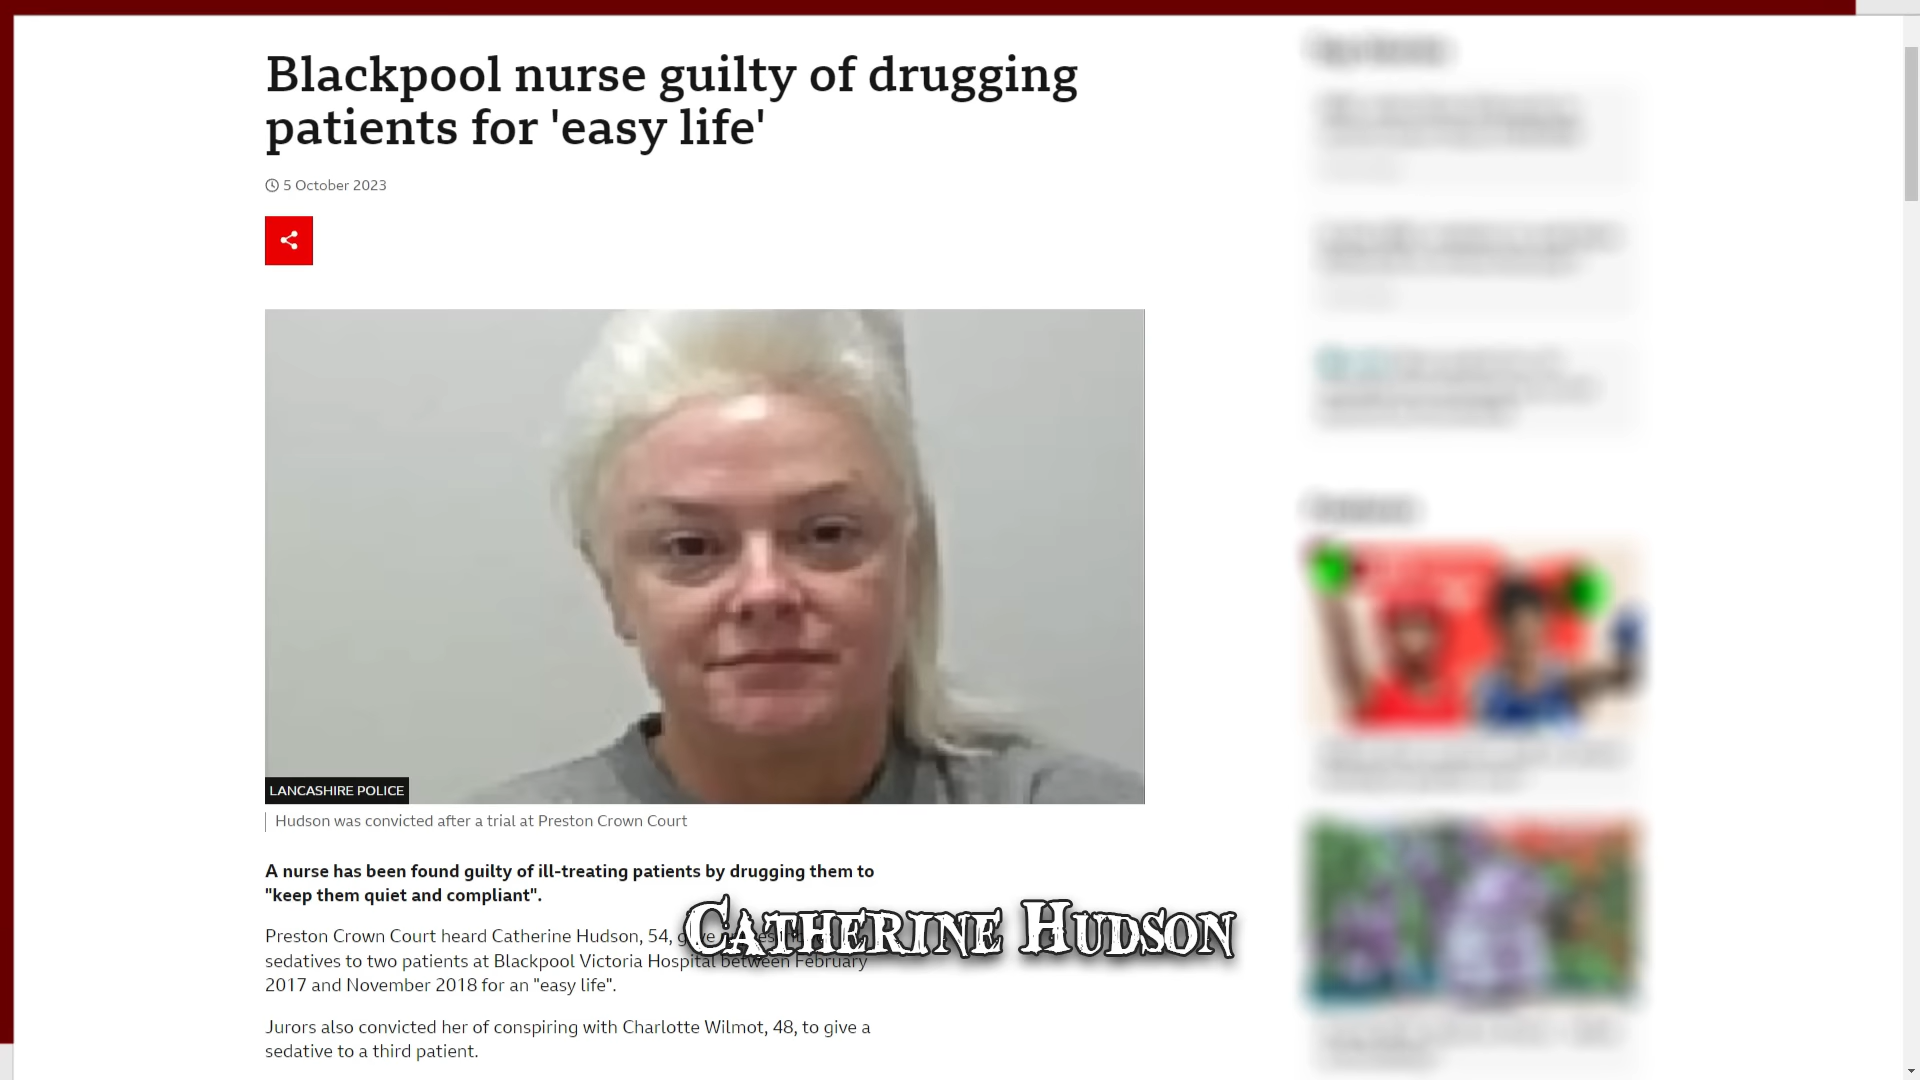 Blackpool nurse guilty of drugging
patients for 'easy life'
5 October 2023
LANCASHIRE POLICE
Hudson was convicted after a trial at Preston Crown Court
A nurse has been found guilty of ill-treating patients by drugging them to
"keep them quiet and compliant".
Preston Crown Court heard Catherine Hudson, 54,
sedatives to two patients at Blackpool Victoria Hospital between February
2017 and November 2018 for an "easy life".
Catherine Hudson
Jurors also convicted her of conspiring with Charlotte Wilmot, 48, to give a
sedative to a third patient.